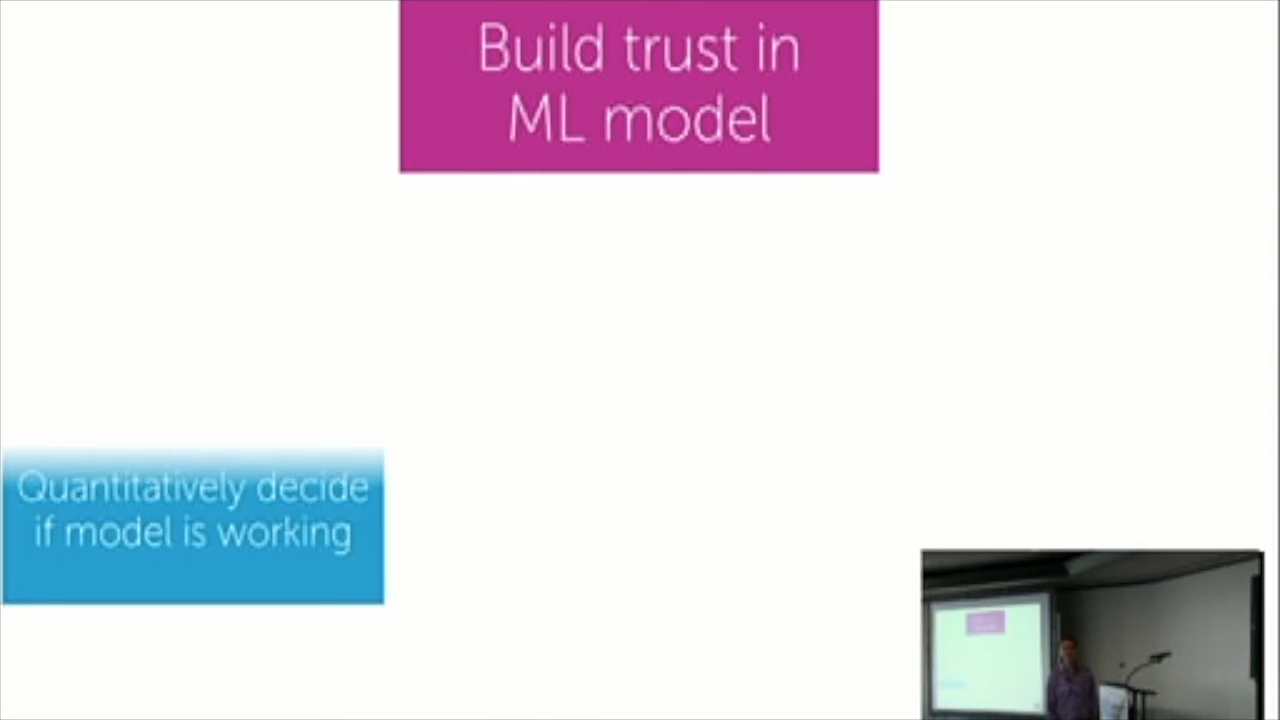 Build trust in
ML model
Quantitatively decide
if model is working